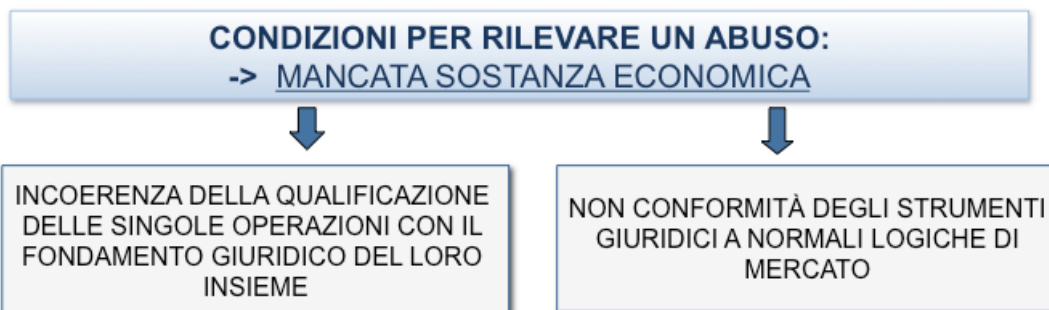 CONDIZIONI PER RILEVARE UN ABUSO:
-> MANCATA SOSTANZA ECONOMICA
INCOERENZA DELLA QUALIFICAZIONE
DELLE SINGOLE OPERAZIONI CON IL
FONDAMENTO GIURIDICO DEL LORO
INSIEME
NON CONFORMITÀ DEGLI STRUMENTI
GIURIDICI A NORMALI LOGICHE DI
MERCATO